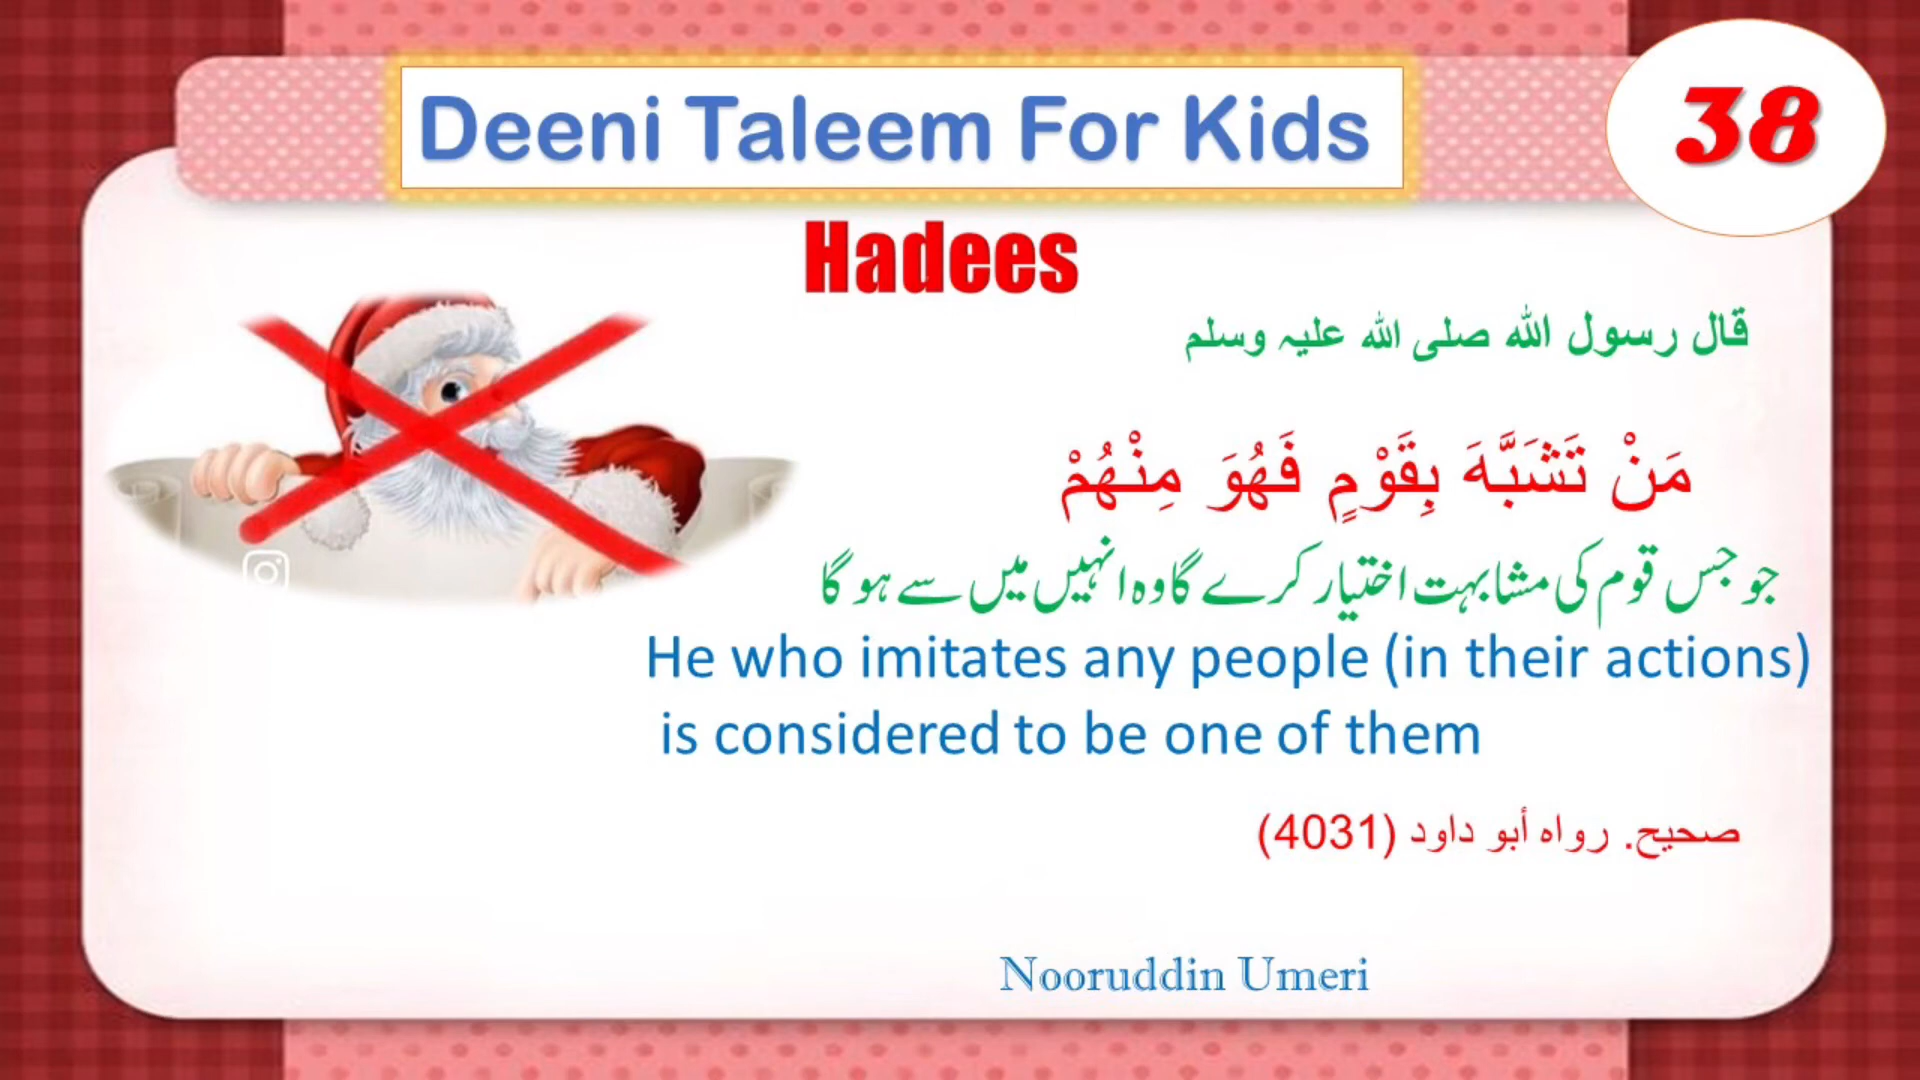 Deeni Taleem For Kids
38
Hadees
قال رسول الله صلى الله علیہ وسلم
مَنْ تَشَبَّهَ بِقَوْمٍ فَهُوَ مِنْهُمْ
جو جس قوم کی مشابہت اختیار کرے گا وہ انہیں میں سے ہو گا
He who imitates any people (in their actions)
is considered to be one of them
صحيح. رواه أبو داود (4031)
Nooruddin Umeri